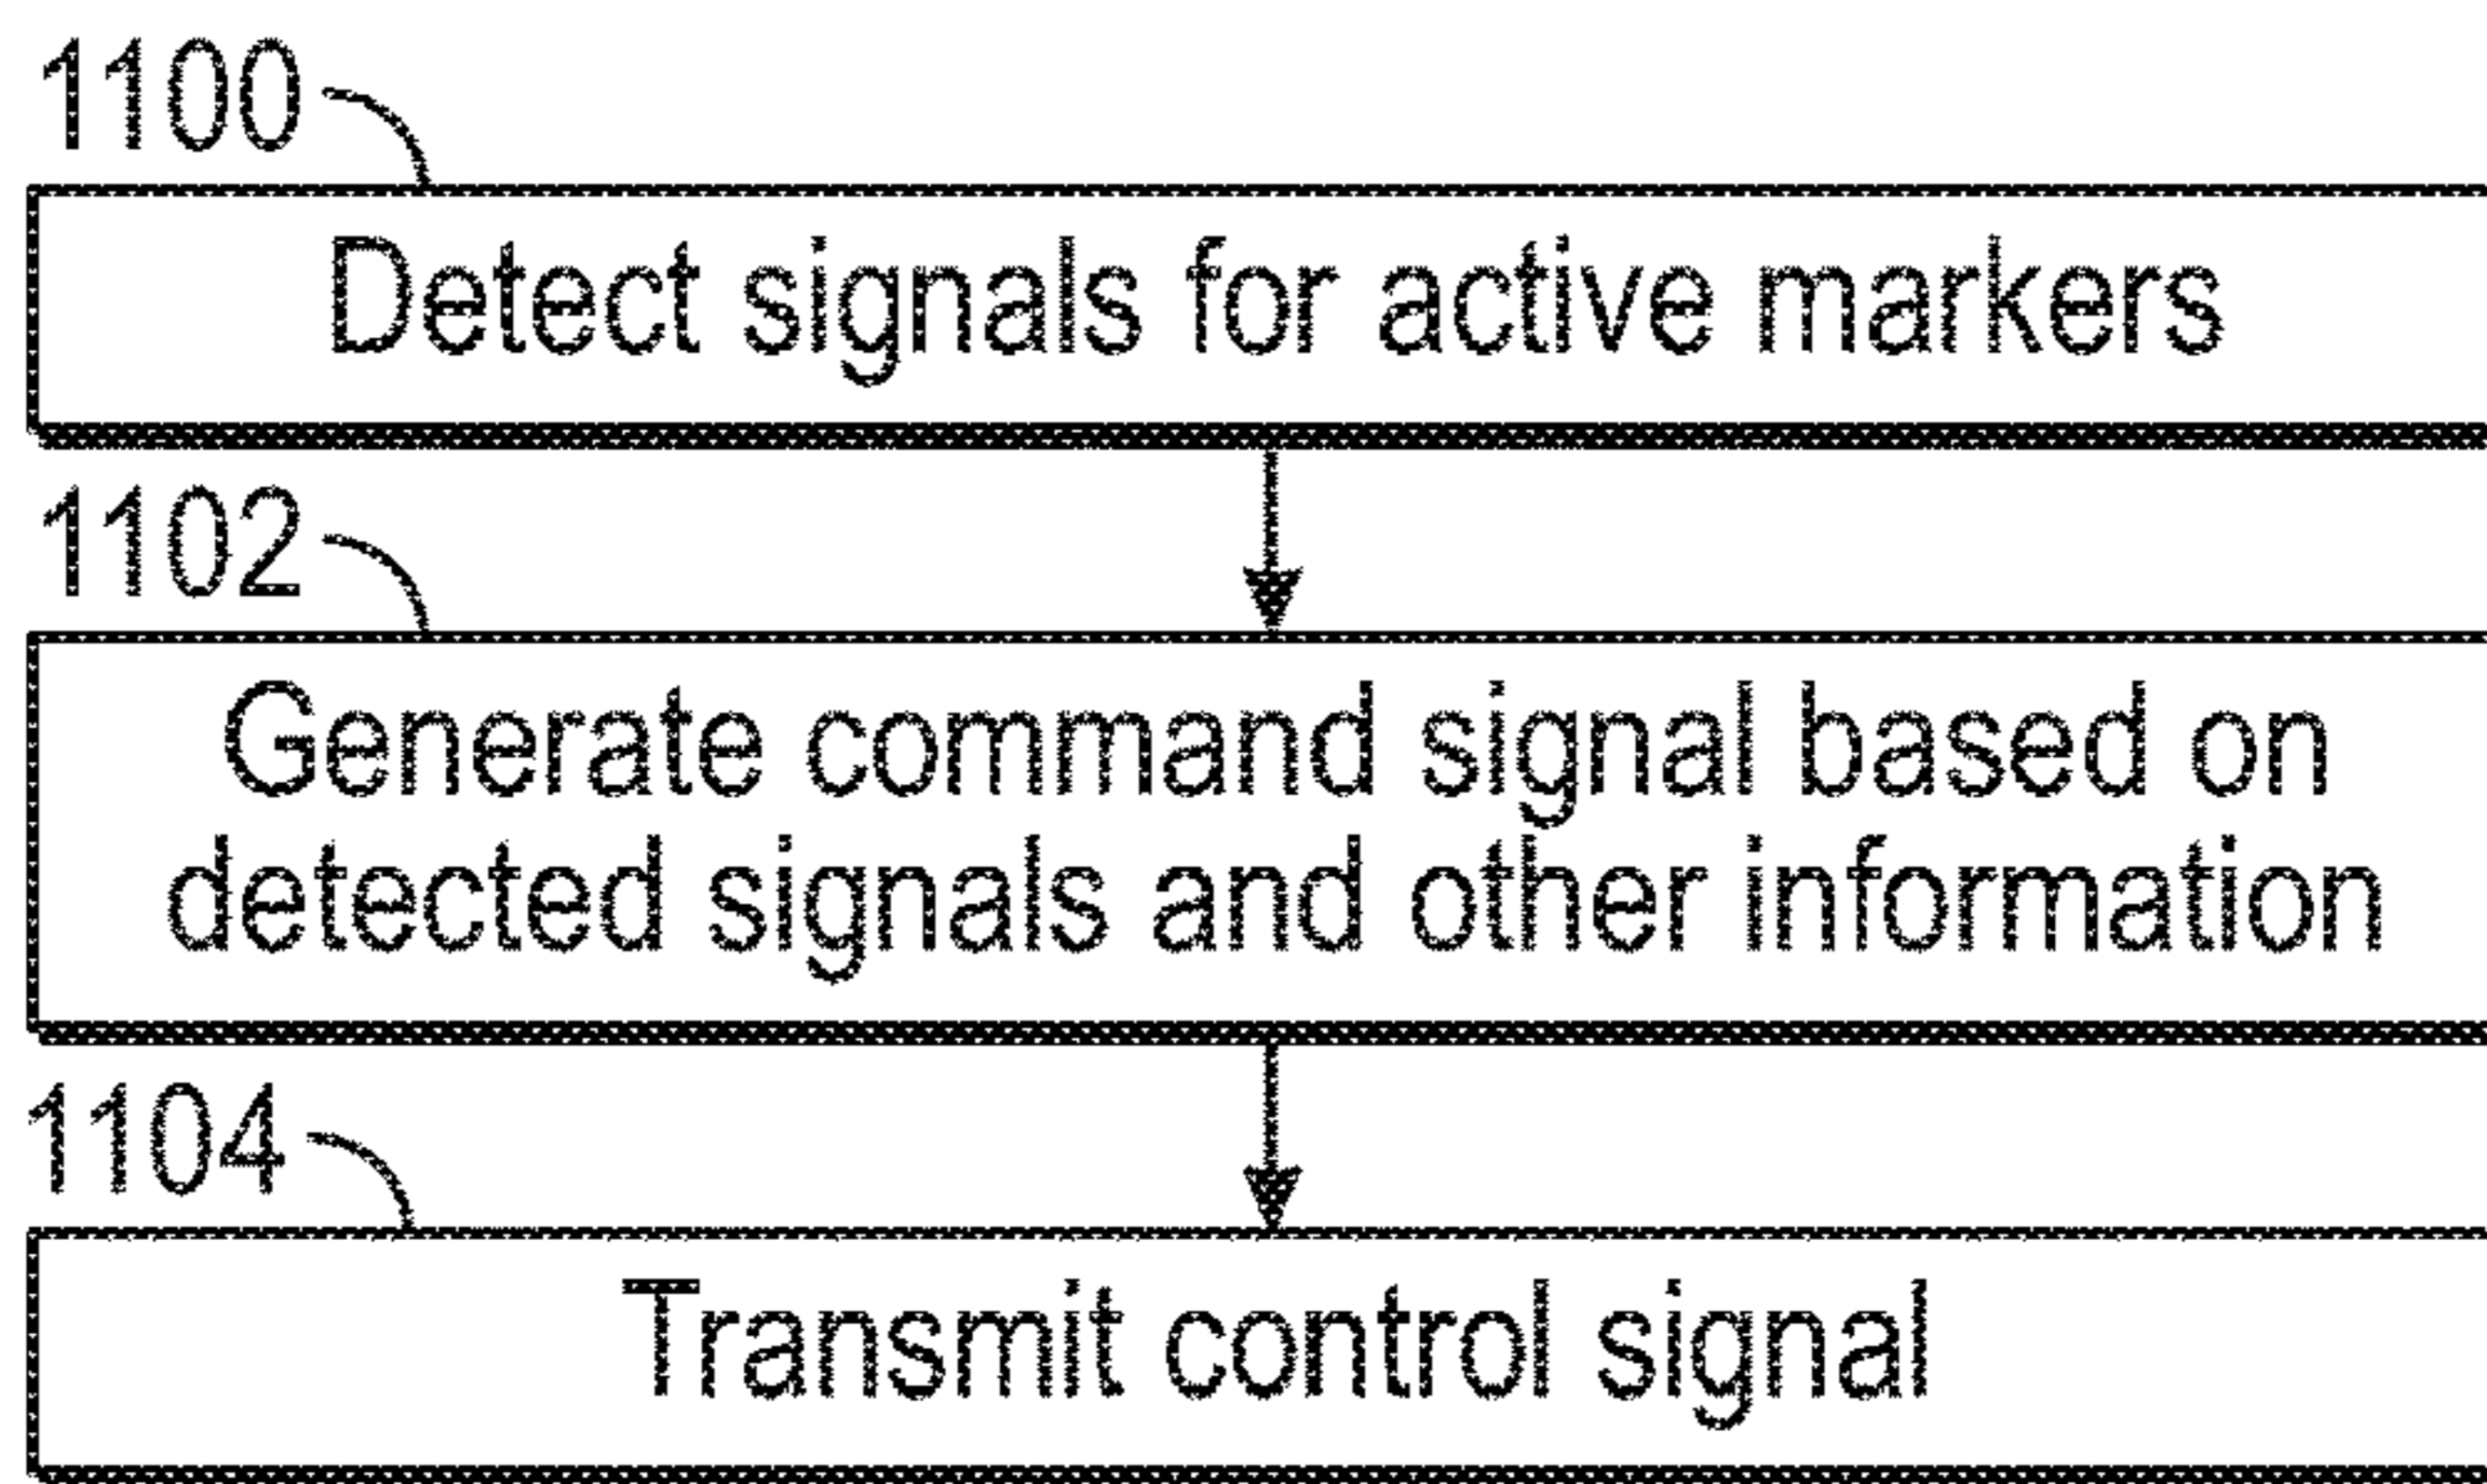 1100
Detect signals for active markers
1102
Generate command signal based on
detected signals and other information
1104
Transmit control signal